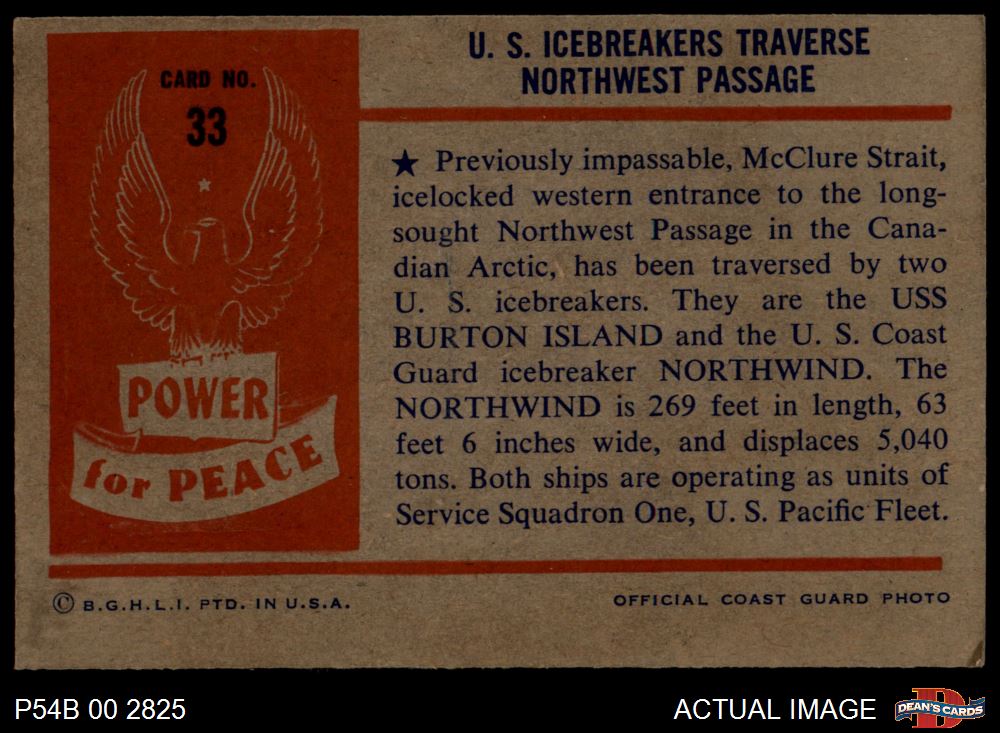 CARD NO.
33
POWER
for PEACE
U. S. ICEBREAKERS TRAVERSE
NORTHWEST PASSAGE
★ Previously impassable, McClure Strait,
icelocked western entrance to the long-
sought Northwest Passage in the Cana-
dian Arctic, has been traversed by two
U. S. icebreakers. They are the USS
BURTON ISLAND and the U. S. Coast
Guard icebreaker NORTHWIND. The
NORTHWIND is 269 feet in length, 63
feet 6 inches wide, and displaces 5,040
tons. Both ships are operating as units of
Service Squadron One, U. S. Pacific Fleet.
© B.G.H.L.I. PTD. IN U.S.A.
OFFICIAL COAST GUARD PHOTO
P54B 00 2825
ACTUAL IMAGE
D
DEAN'S CARDS